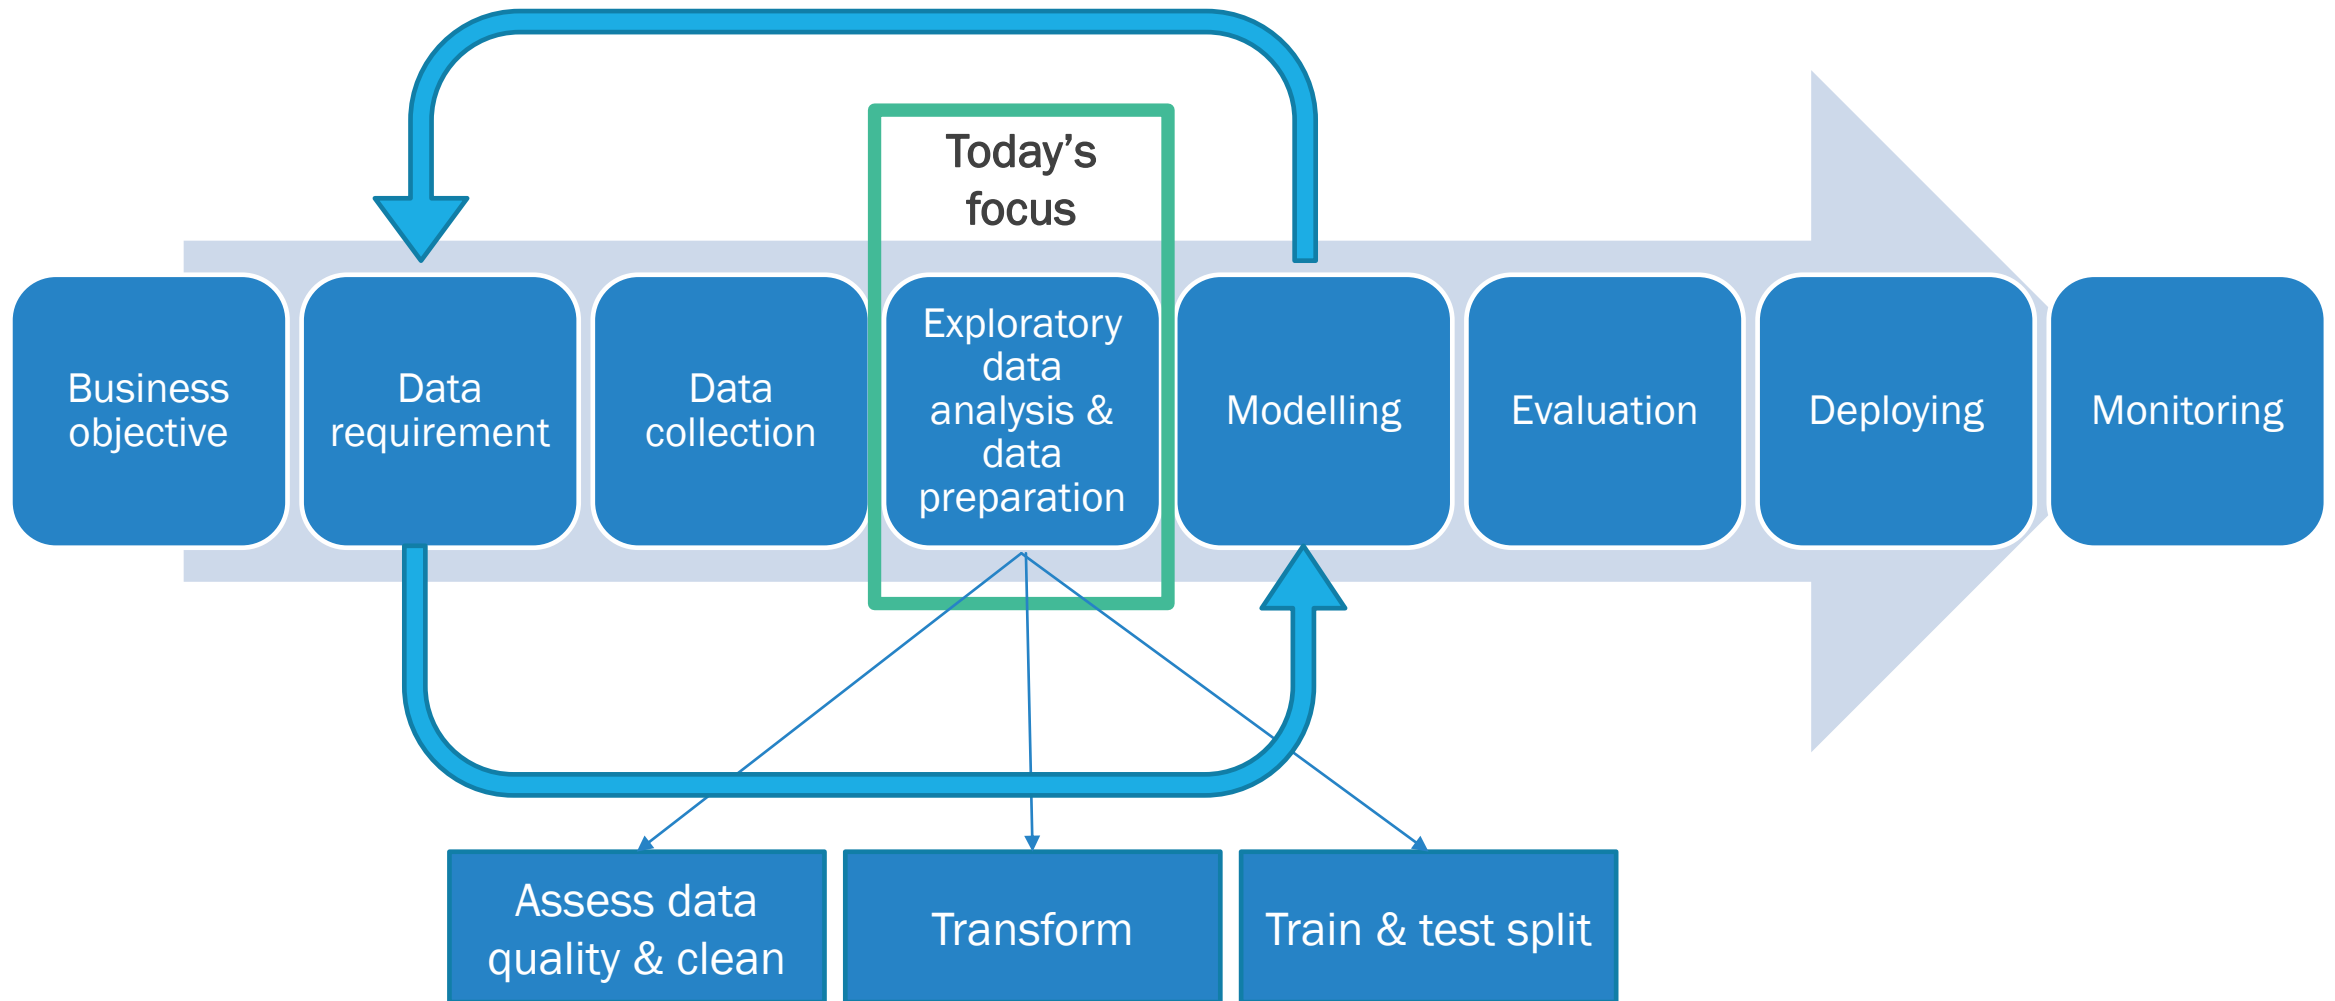 Today’s
focus
Business
objective
Data
requirement
Data
collection
Exploratory
data
analysis &
data
preparation
Modelling
Evaluation
Deploying
Monitoring
Assess data
quality & clean
Transform
Train & test split